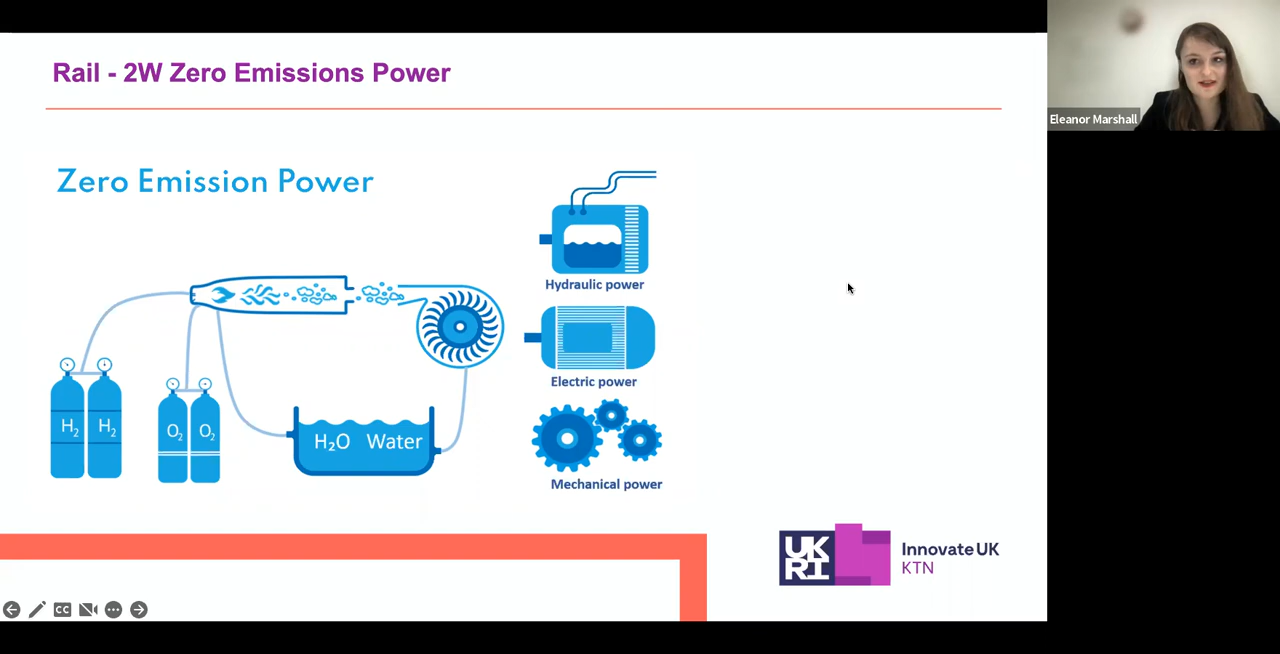 Rail - 2W Zero Emissions Power
Eleanor Marshall
Zero Emission Power
Hydraulic power
Electric power
H₂ H₂
O₂ O₂
H₂O Water
Mechanical power
UK
RI
Innovate UK
KTN
CC